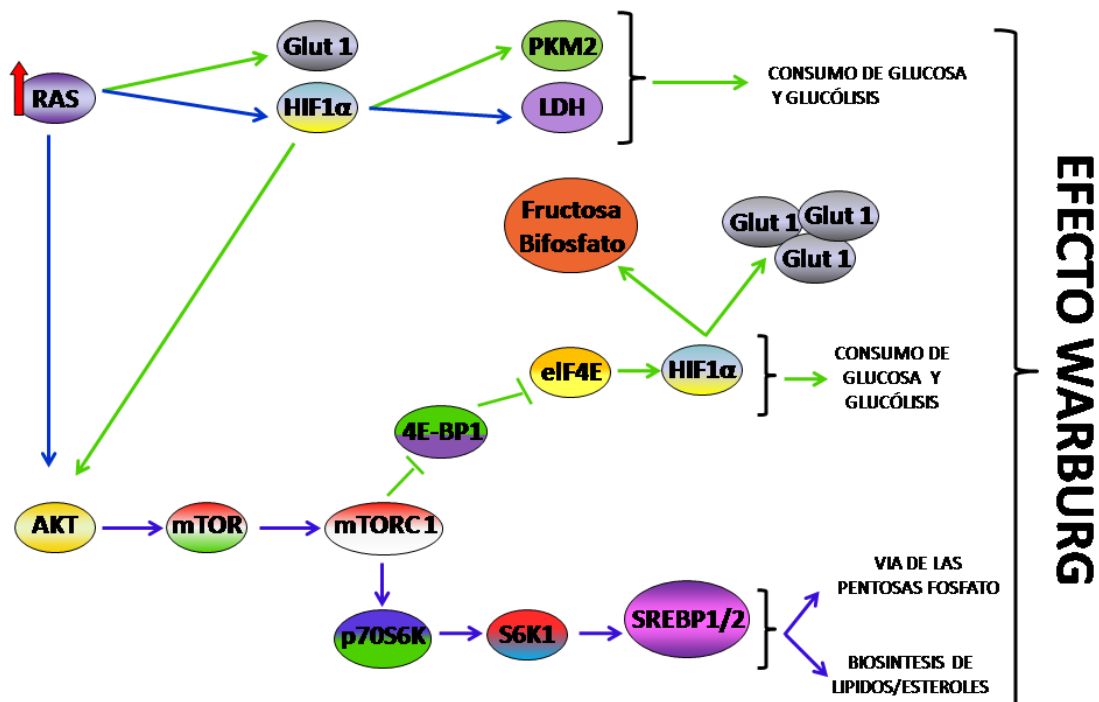 Glut 1
PKM2
RAS
HIF1α
LDH
CONSUMO DE GLUCOSA
Y GLUCÓLISIS
Fructosa
Bifosfato
Glut 1
Glut 1
Glut 1
eIF4E
HIF1α
CONSUMO DE
GLUCOSA Y
GLUCÓLISIS
4E-BP1
AKT
mTOR
mTORC1
p70S6K
S6K1
SREBP1/2
VIA DE LAS
PENTOSAS FOSFATO
BIOSINTESIS DE
LIPIDOS/ESTEROLES
EFECTO WARBURG